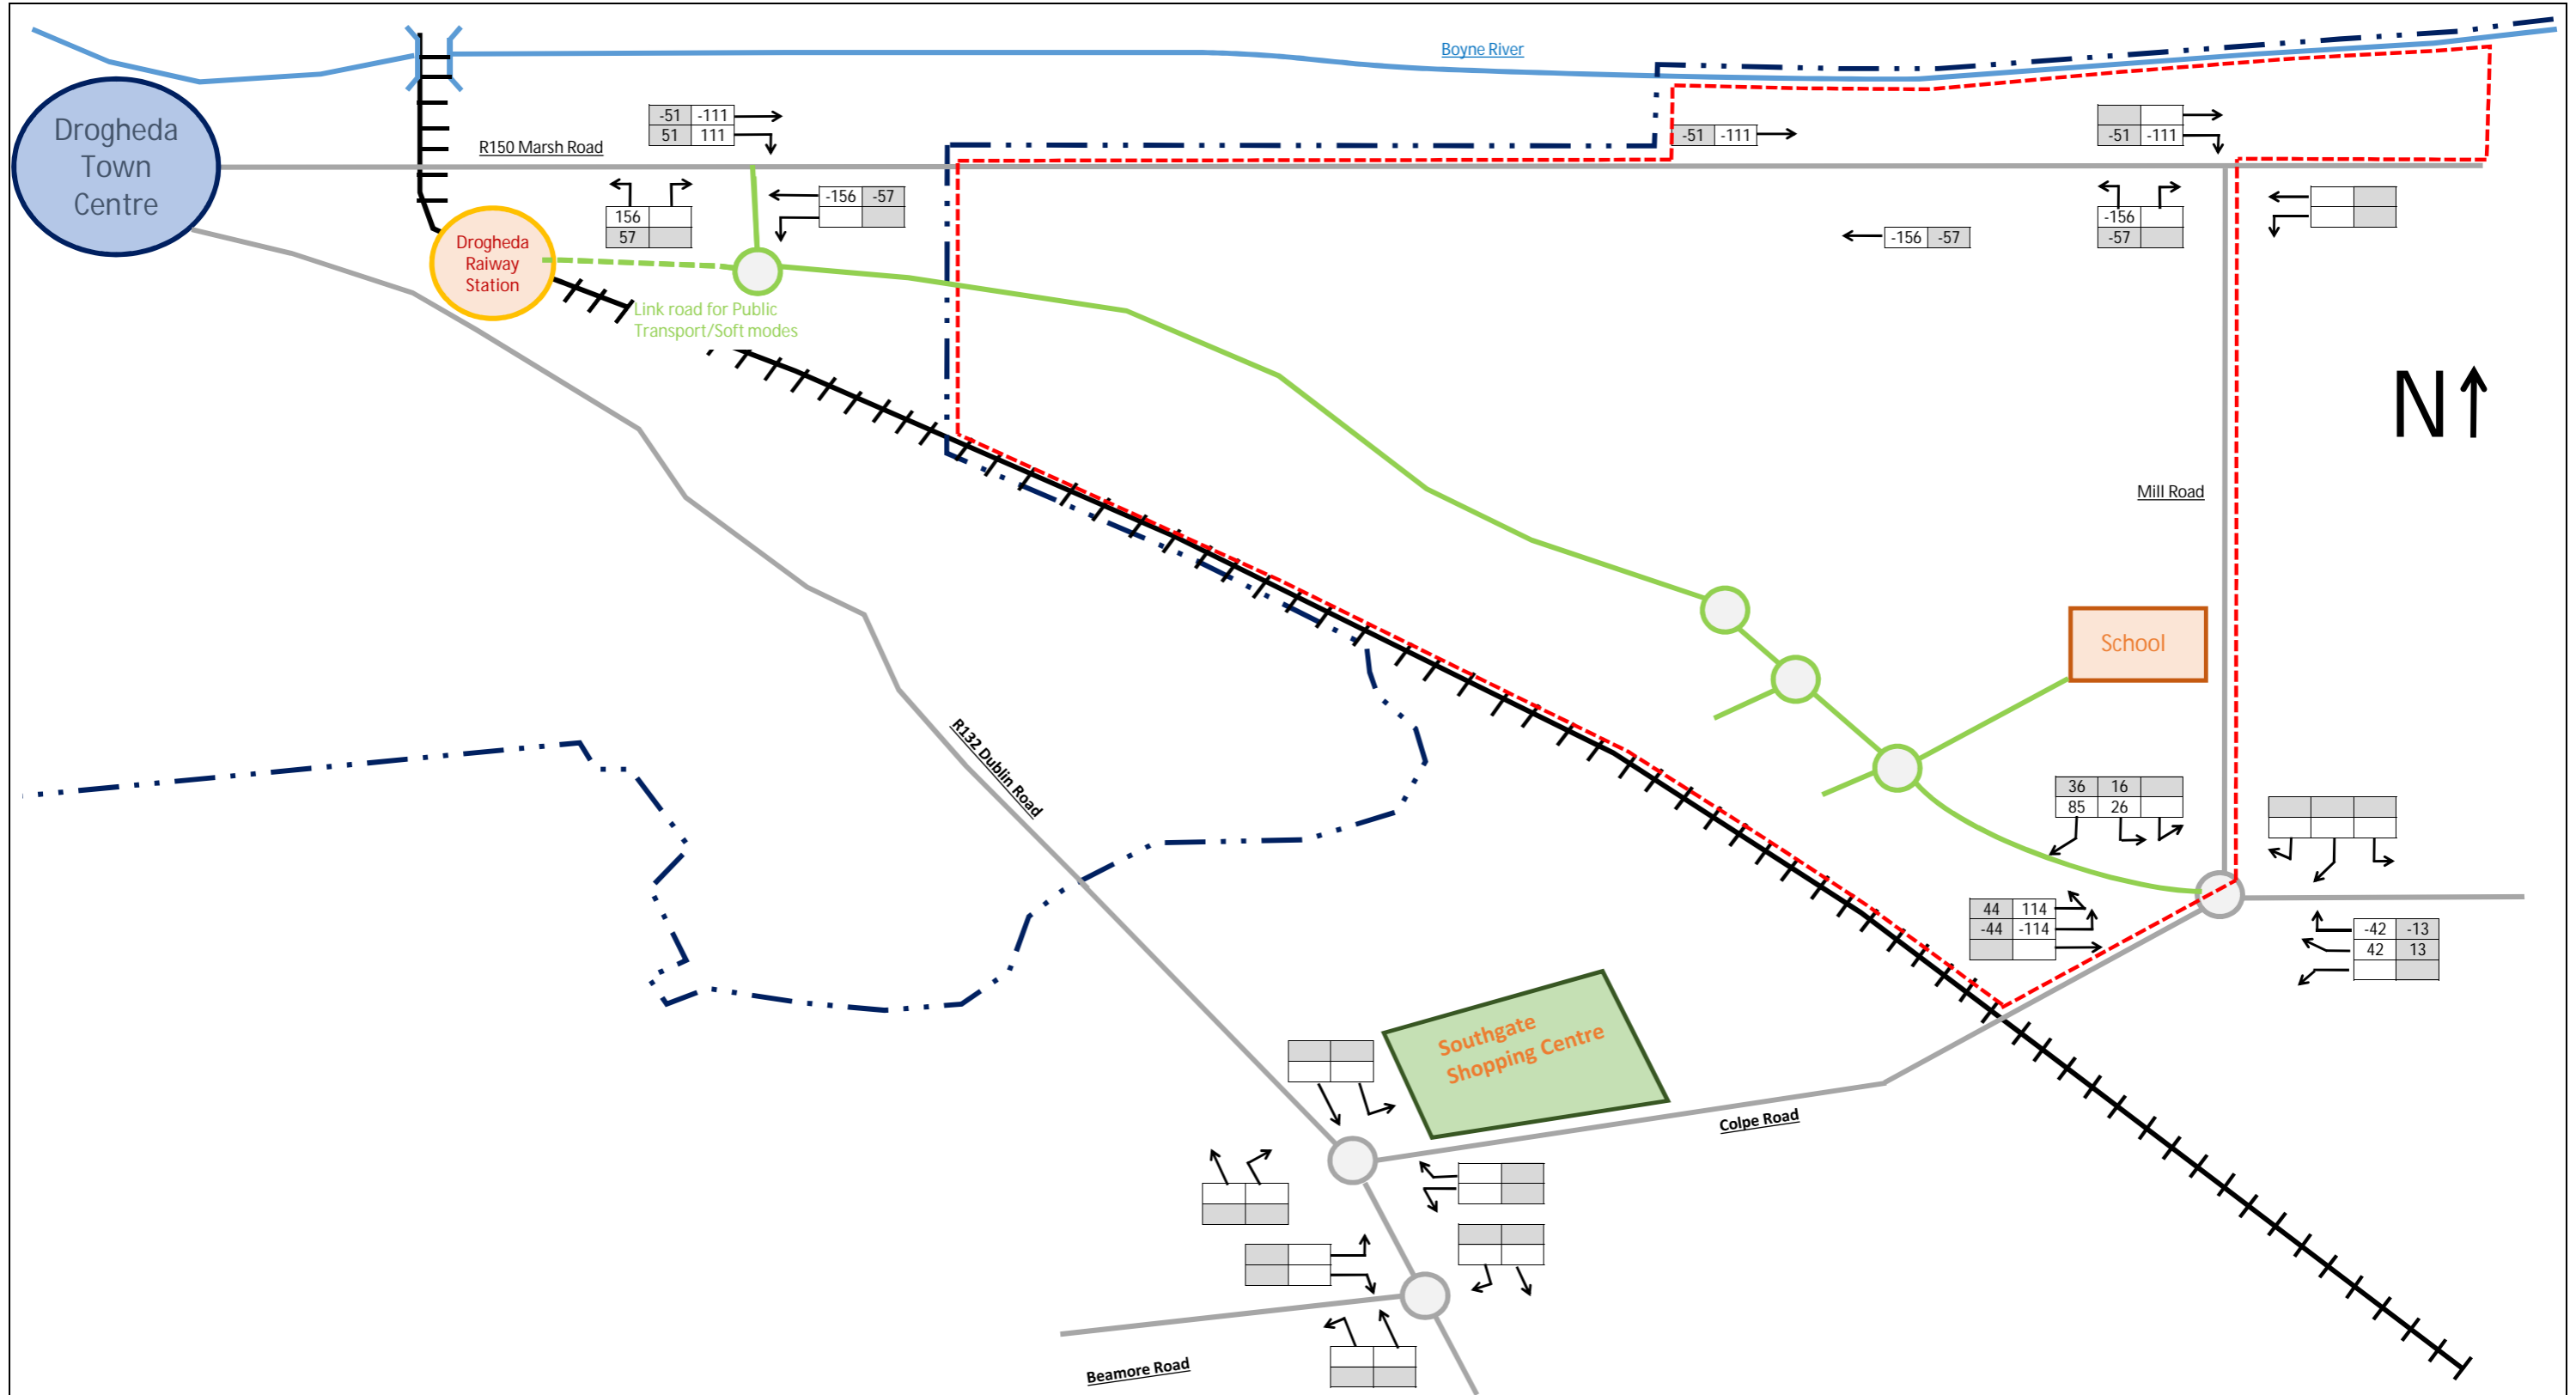 Boyne River
Drogheda
Town
Centre
-51 -111
51 111
-51 -111
-51 -111
R150 Marsh Road
156
57
-156 -57
-156
-57
-156 -57
Drogheda
Raiway
Station
Link road for Public
Transport/Soft modes
N
Mill Road
School
R132 Dublin Road
36 16
85 26
44 114
-44 -114
-42 -13
42 13
Southgate
Shopping Centre
Colpe Road
Beamore Road